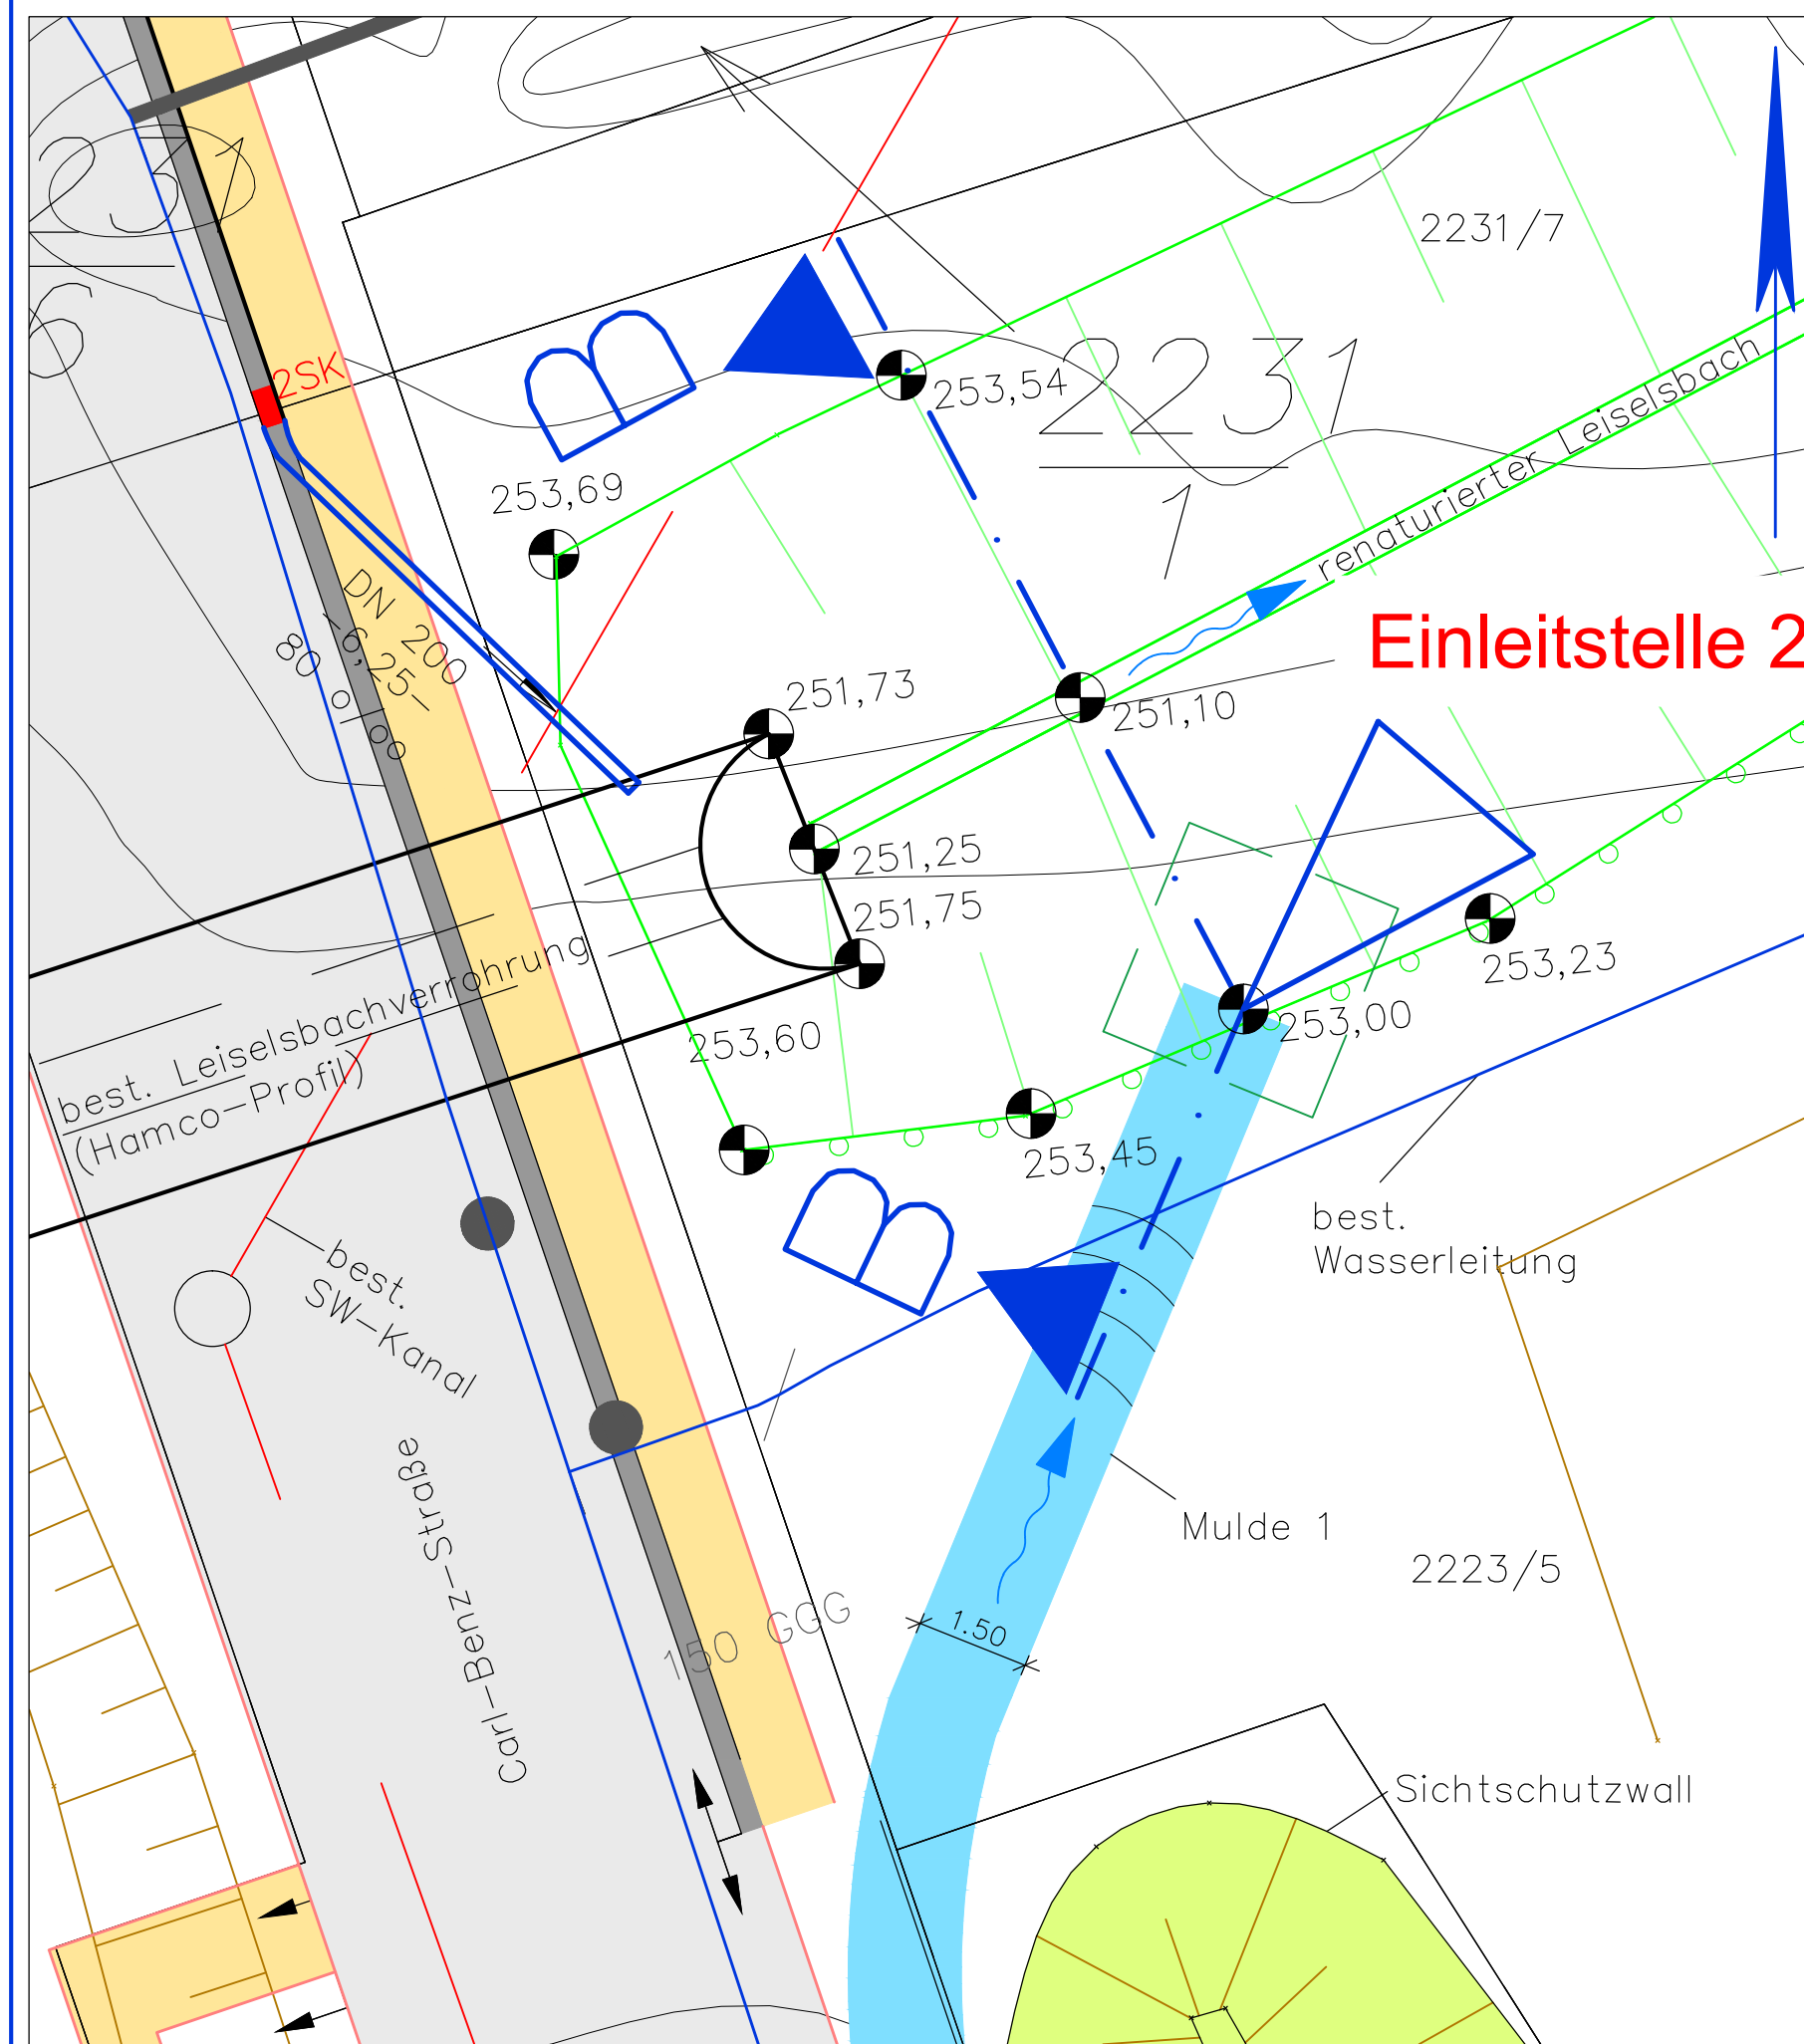 2231
6
2231/7
2SK
B
253,54
2231
1
253,69
renaturierter Leiselsbach
Einleitstelle 2
DN 200
-6,25-
80 o/oo
251,73
251,10
251,25
251,75
253,23
253,00
best. Leiselsbachverrohrung
(Hamco-Profil)
253,60
253,45
B
best.
Wasserleitung
best.
SW-Kanal
Carl-Benz-Straße
Mulde 1
2223/5
150 GGG
1.50
Sichtschutzwall